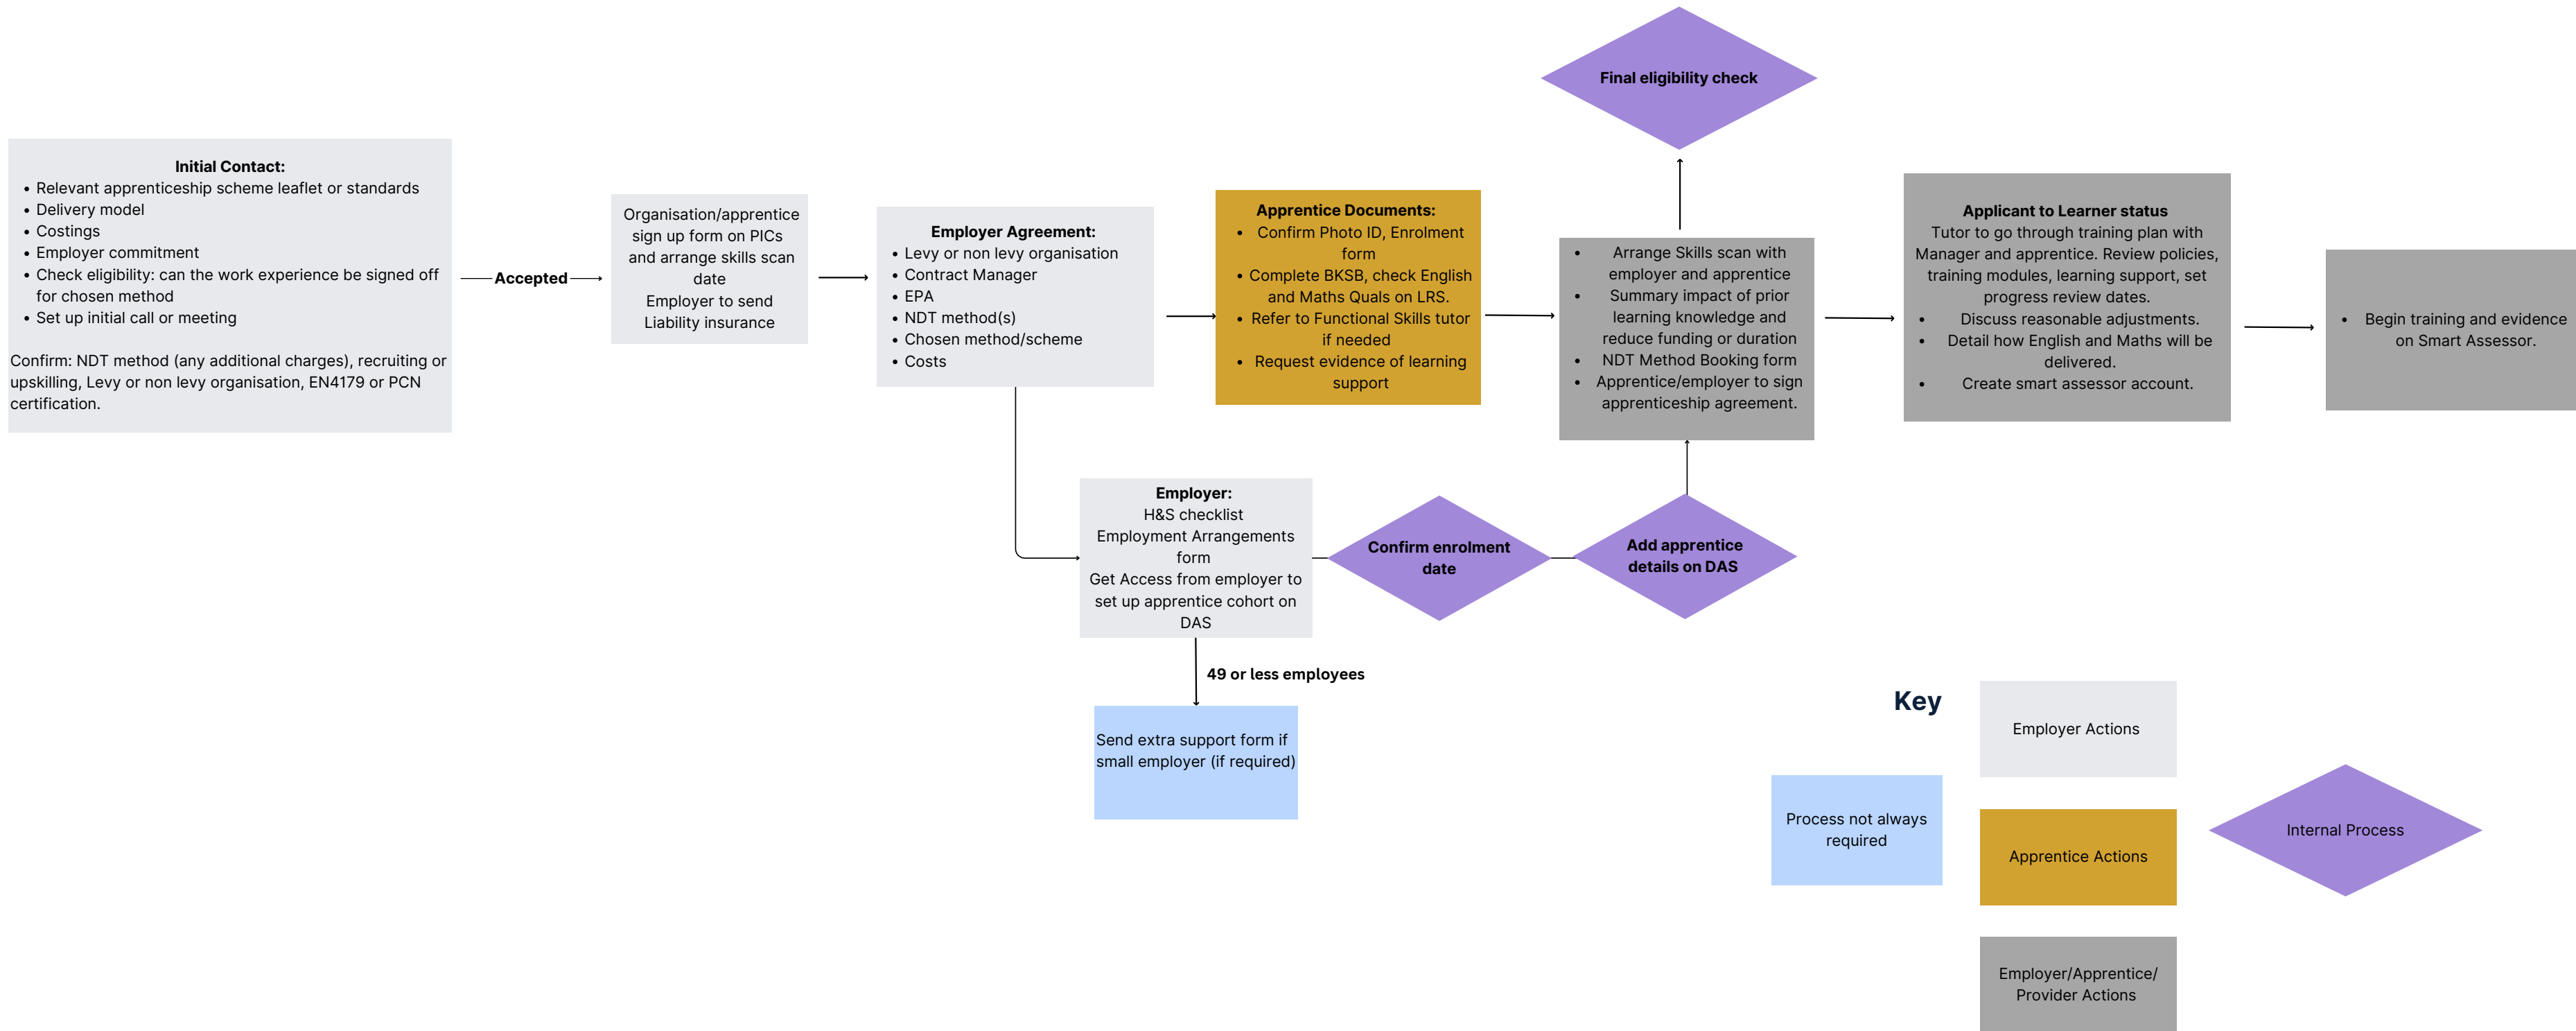 Final eligibility check
Initial Contact:
• Relevant apprenticeship scheme leaflet or standards
• Delivery model
• Costings
• Employer commitment
• Check eligibility: can the work experience be signed off
for chosen method
• Set up initial call or meeting
Confirm: NDT method (any additional charges), recruiting or
upskilling, Levy or non levy organisation, EN4179 or PCN
certification.
Accepted
Organisation/apprentice
sign up form on PICs
and arrange skills scan
date
Employer to send
Liability insurance
Employer Agreement:
• Levy or non levy organisation
• Contract Manager
• EPA
• NDT method(s)
• Chosen method/scheme
• Costs
Apprentice Documents:
• Confirm Photo ID, Enrolment
form
• Complete BKSB, check English
and Maths Quals on LRS.
• Refer to Functional Skills tutor
if needed
• Request evidence of learning
support
• Arrange Skills scan with
employer and apprentice
• Summary impact of prior
learning knowledge and
reduce funding or duration
• NDT Method Booking form
• Apprentice/employer to sign
apprenticeship agreement.
Applicant to Learner status
Tutor to go through training plan with
Manager and apprentice. Review policies,
training modules, learning support, set
progress review dates.
• Discuss reasonable adjustments.
• Detail how English and Maths will be
delivered.
• Create smart assessor account.
• Begin training and evidence
on Smart Assessor.
Employer:
H&S checklist
Employment Arrangements
form
Get Access from employer to
set up apprentice cohort on
DAS
Confirm enrolment
date
Add apprentice
details on DAS
49 or less employees
Send extra support form if
small employer (if required)
Key
Employer Actions
Process not always
required
Apprentice Actions
Internal Process
Employer/Apprentice/
Provider Actions